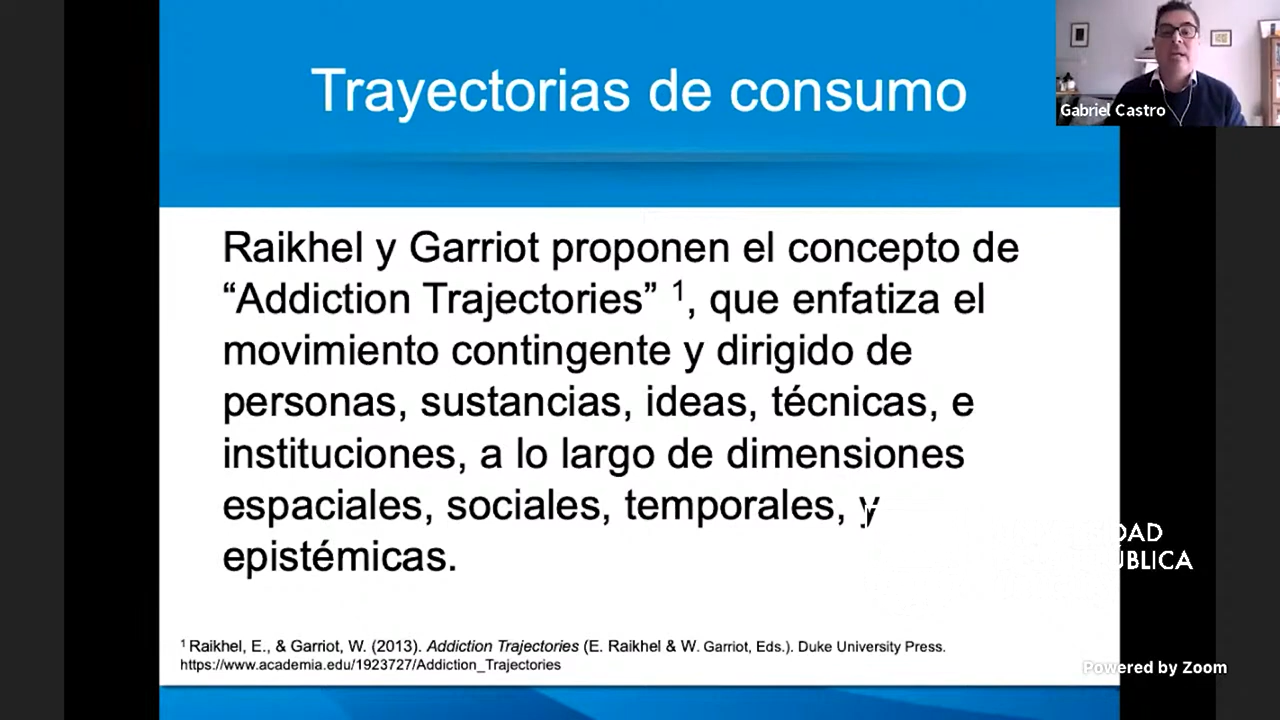 Trayectorias de consumo
Gabriel Castro
Raikhel y Garriot proponen el concepto de
“Addiction Trajectories” ¹, que enfatiza el
movimiento contingente y dirigido de
personas, sustancias, ideas, técnicas, e
instituciones, a lo largo de dimensiones
espaciales, sociales, temporales, y
epistémicas.
¹ Raikhel, E., & Garriot, W. (2013). Addiction Trajectories (E. Raikhel & W. Garriot, Eds.). Duke University Press.
https://www.academia.edu/1923727/Addiction_Trajectories
Powered by Zoom